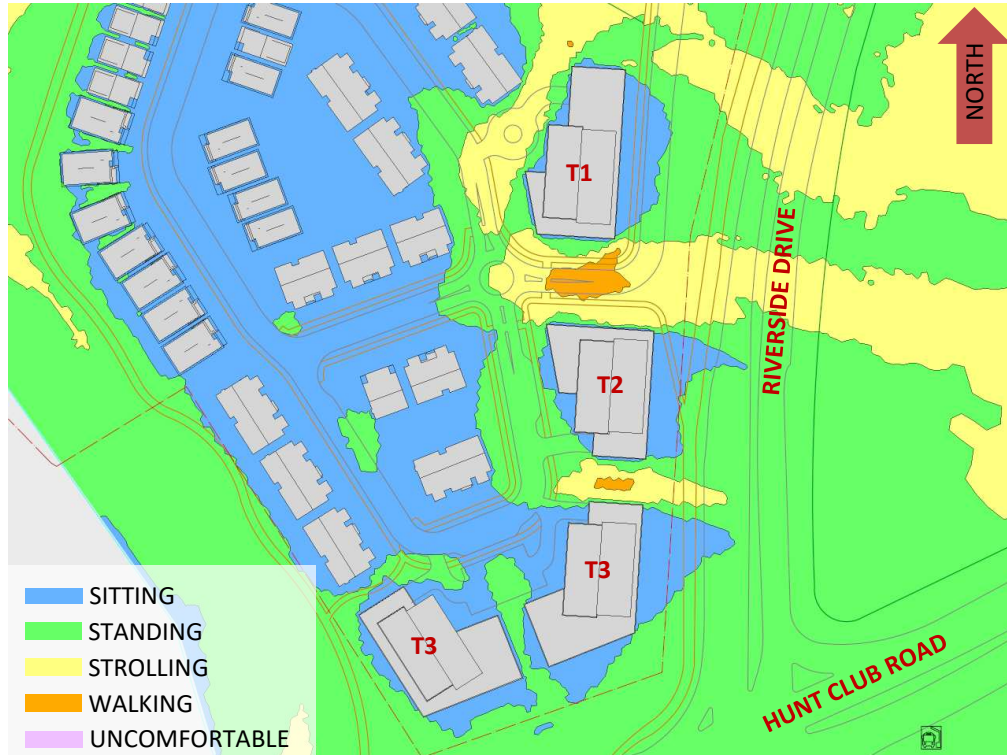 NORTH
T1
RIVERSIDE DRIVE
T2
T3
T3
HUNT CLUB ROAD
SITTING
STANDING
STROLLING
WALKING
UNCOMFORTABLE